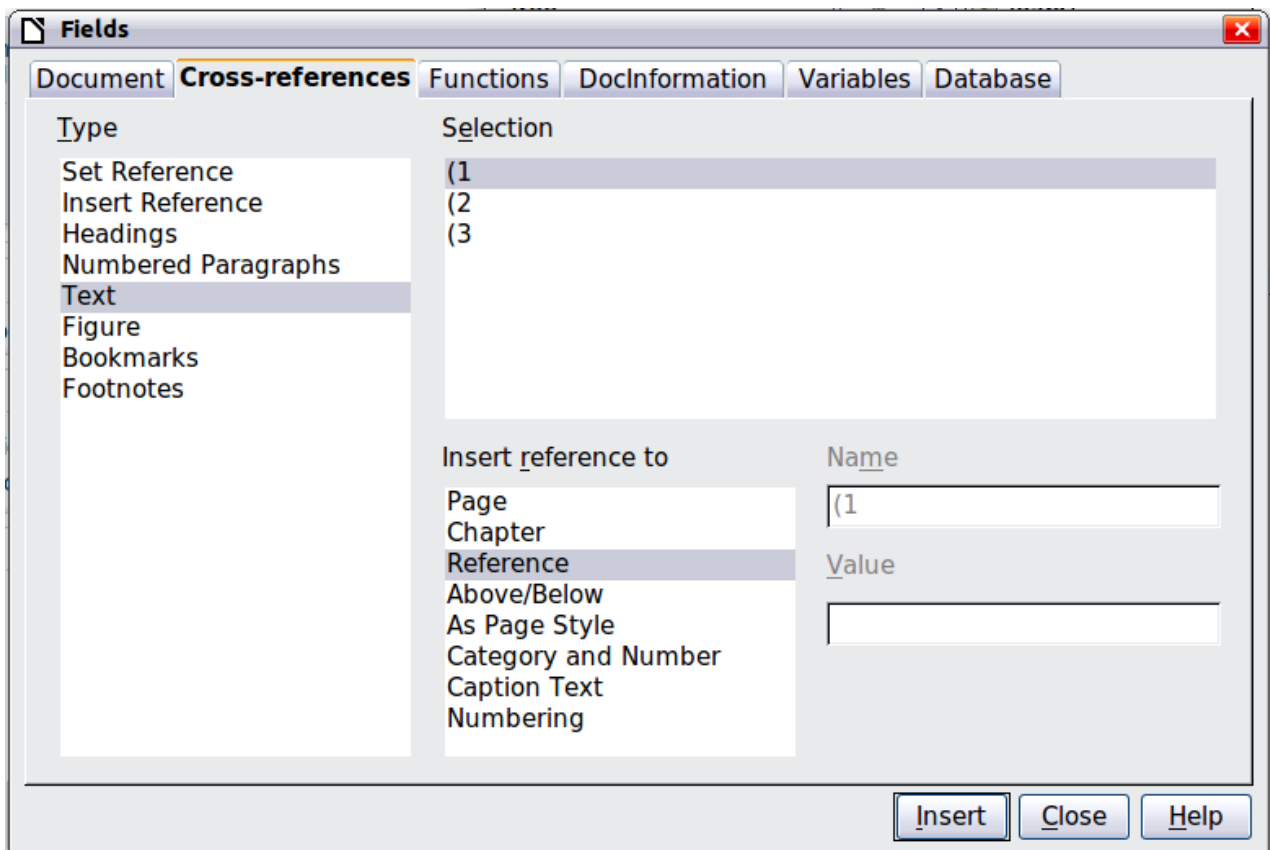 Fields
Document Cross-references Functions DocInformation Variables Database
Type
Set Reference
Insert Reference
Headings
Numbered Paragraphs
Text
Figure
Bookmarks
Footnotes
Selection
(1
(2
(3
Insert reference to
Page
Chapter
Reference
Above/Below
As Page Style
Category and Number
Caption Text
Numbering
Name
(1
Value
Insert Close Help